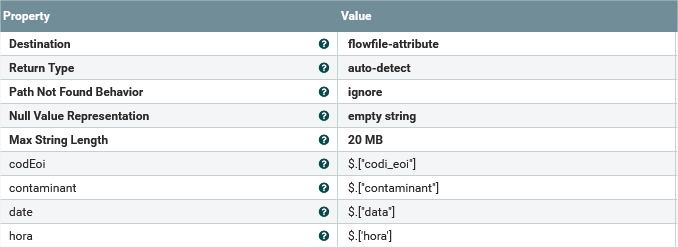 Property Value
Destination ? flowfile-attribute
Return Type ? auto-detect
Path Not Found Behavior ? ignore
Null Value Representation ? empty string
Max String Length ? 20 MB
codEoi ? $.["codi_eoi"]
contaminant ? $.["contaminant"]
date ? $.["data"]
hora ? $.['hora']